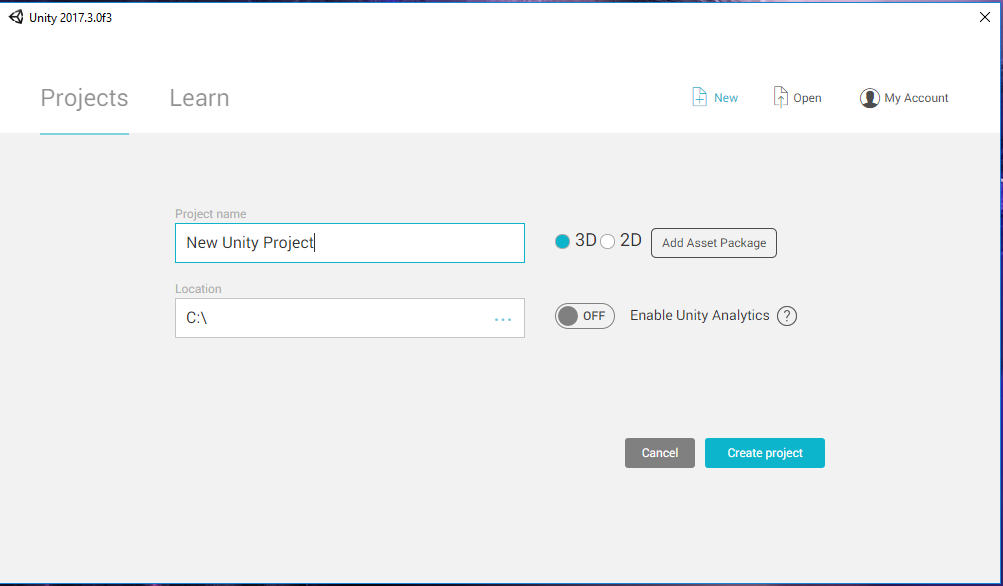 Unity 2017.3.0f3
Projects Learn New Open My Account
Project name
New Unity Project
3D 2D Add Asset Package
Location
C:\ ...
OFF Enable Unity Analytics ?
Cancel Create project